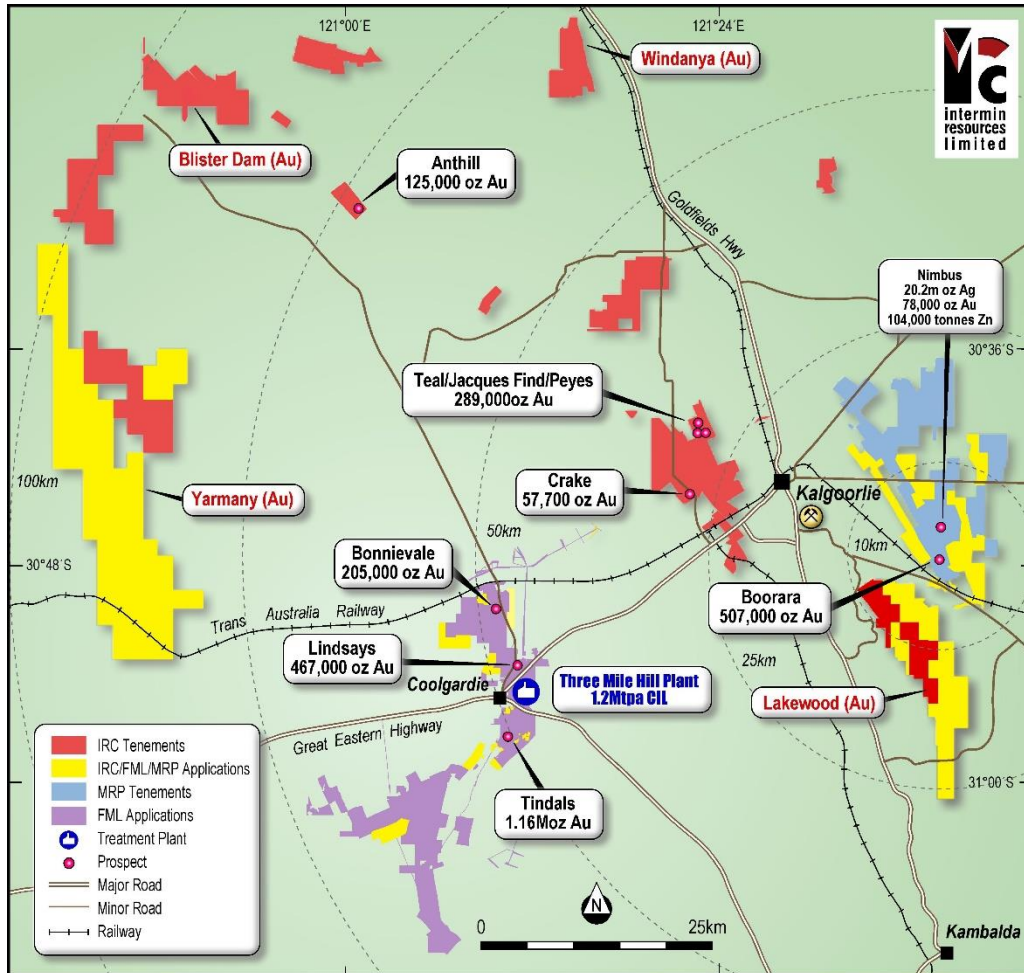 121°00´E
121°24´E
intermin
resources
limited
Windanya (Au)
Blister Dam (Au)
Anthill
125,000 oz Au
Goldfields Hwy
Nimbus
20.2m oz Ag
78,000 oz Au
104,000 tonnes Zn
30°36´S
Teal/Jacques Find/Peyes
289,000oz Au
Crake
57,700 oz Au
Kalgoorlie
100km
Yarmany (Au)
50km
10km
30°48´S
Bonnievale
205,000 oz Au
Boorara
507,000 oz Au
Trans Australia Railway
Lindsays
467,000 oz Au
25km
Coolgardie
Three Mile Hill Plant
1.2Mtpa CIL
Lakewood (Au)
Great Eastern Highway
IRC Tenements
IRC/FML/MRP Applications
MRP Tenements
FML Applications
Treatment Plant
Prospect
Major Road
Minor Road
Railway
31°00´S
Tindals
1.16Moz Au
N
0
25km
Kambalda